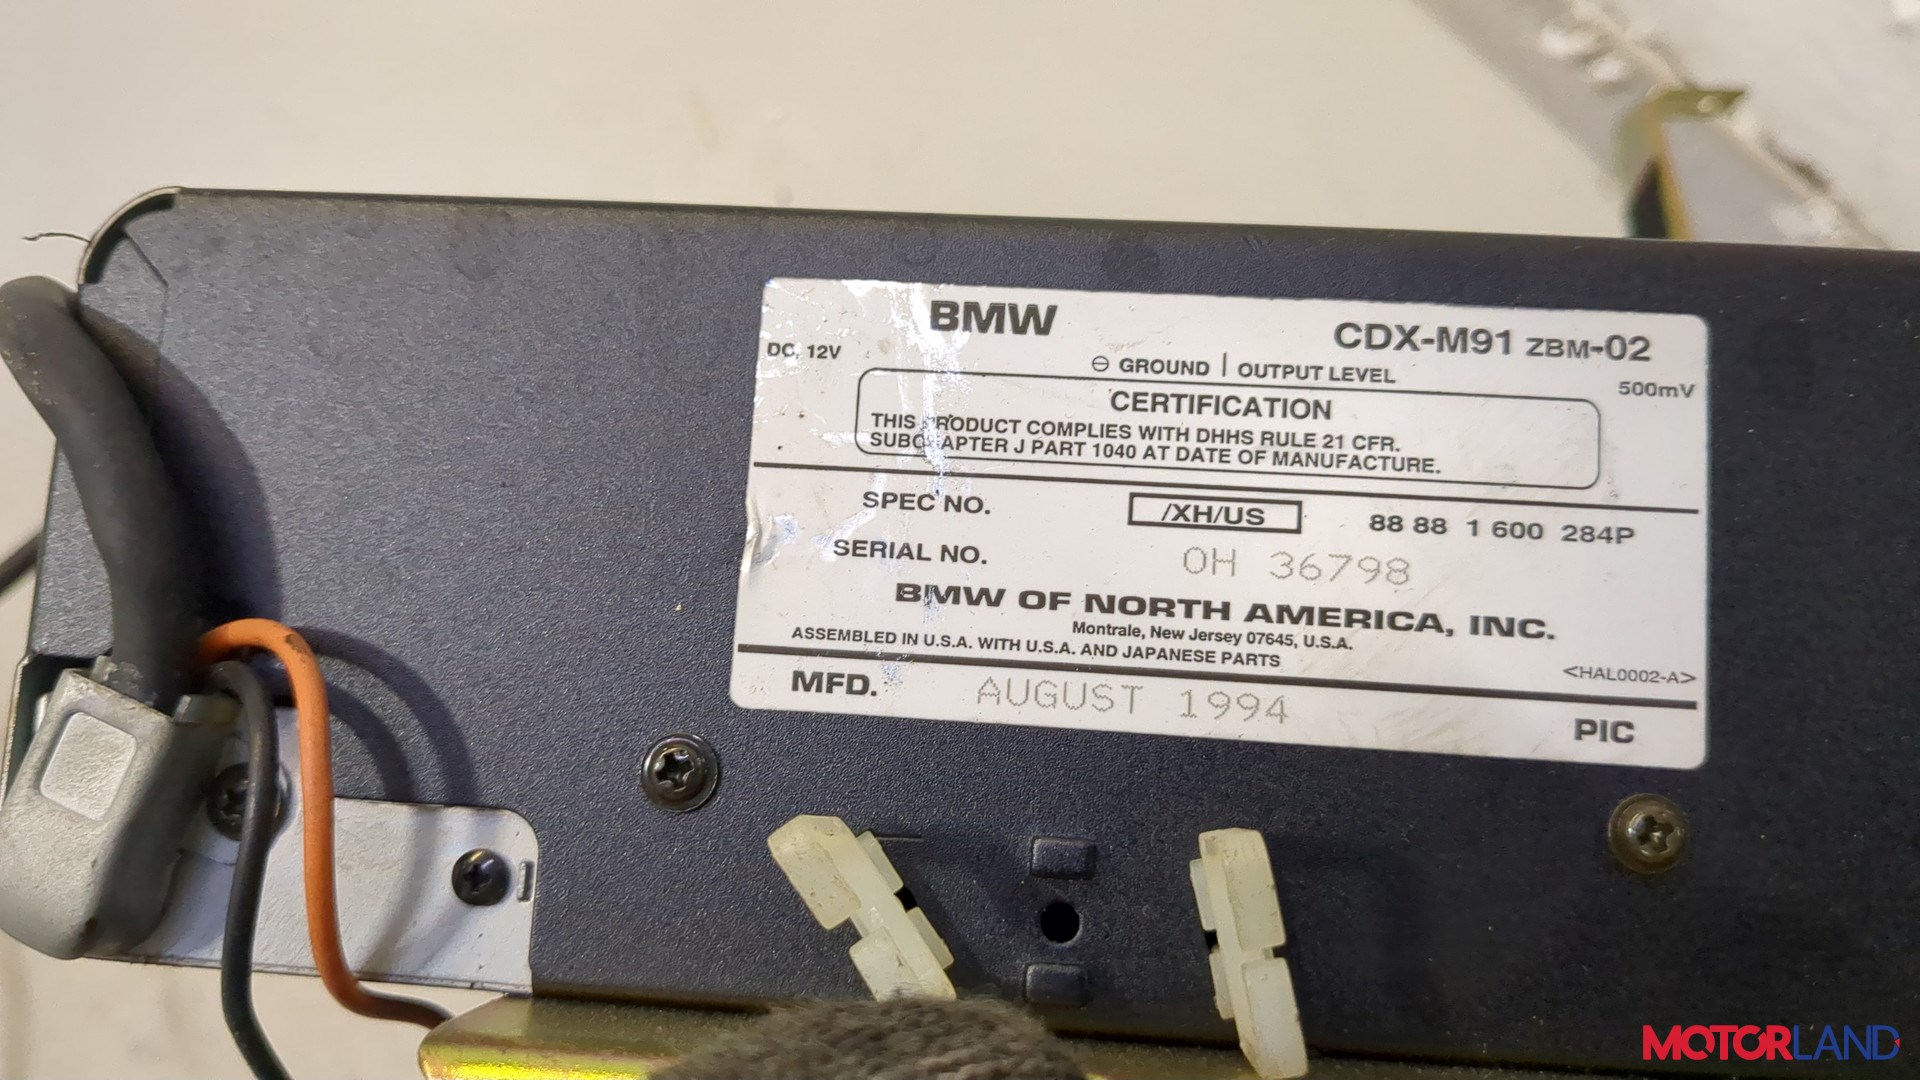 BMW CDX-M91 ZBM-02
DC, 12V ⊖ GROUND | OUTPUT LEVEL 500mV
CERTIFICATION
THIS PRODUCT COMPLIES WITH DHHS RULE 21 CFR.
SUBCHAPTER J PART 1040 AT DATE OF MANUFACTURE.
SPEC NO. /XH/US 88 88 1 600 284P
SERIAL NO. OH 36798
BMW OF NORTH AMERICA, INC.
Montrale, New Jersey 07645, U.S.A.
ASSEMBLED IN U.S.A. WITH U.S.A. AND JAPANESE PARTS
<HAL0002-A>
MFD. AUGUST 1994 PIC
MOTORLAND